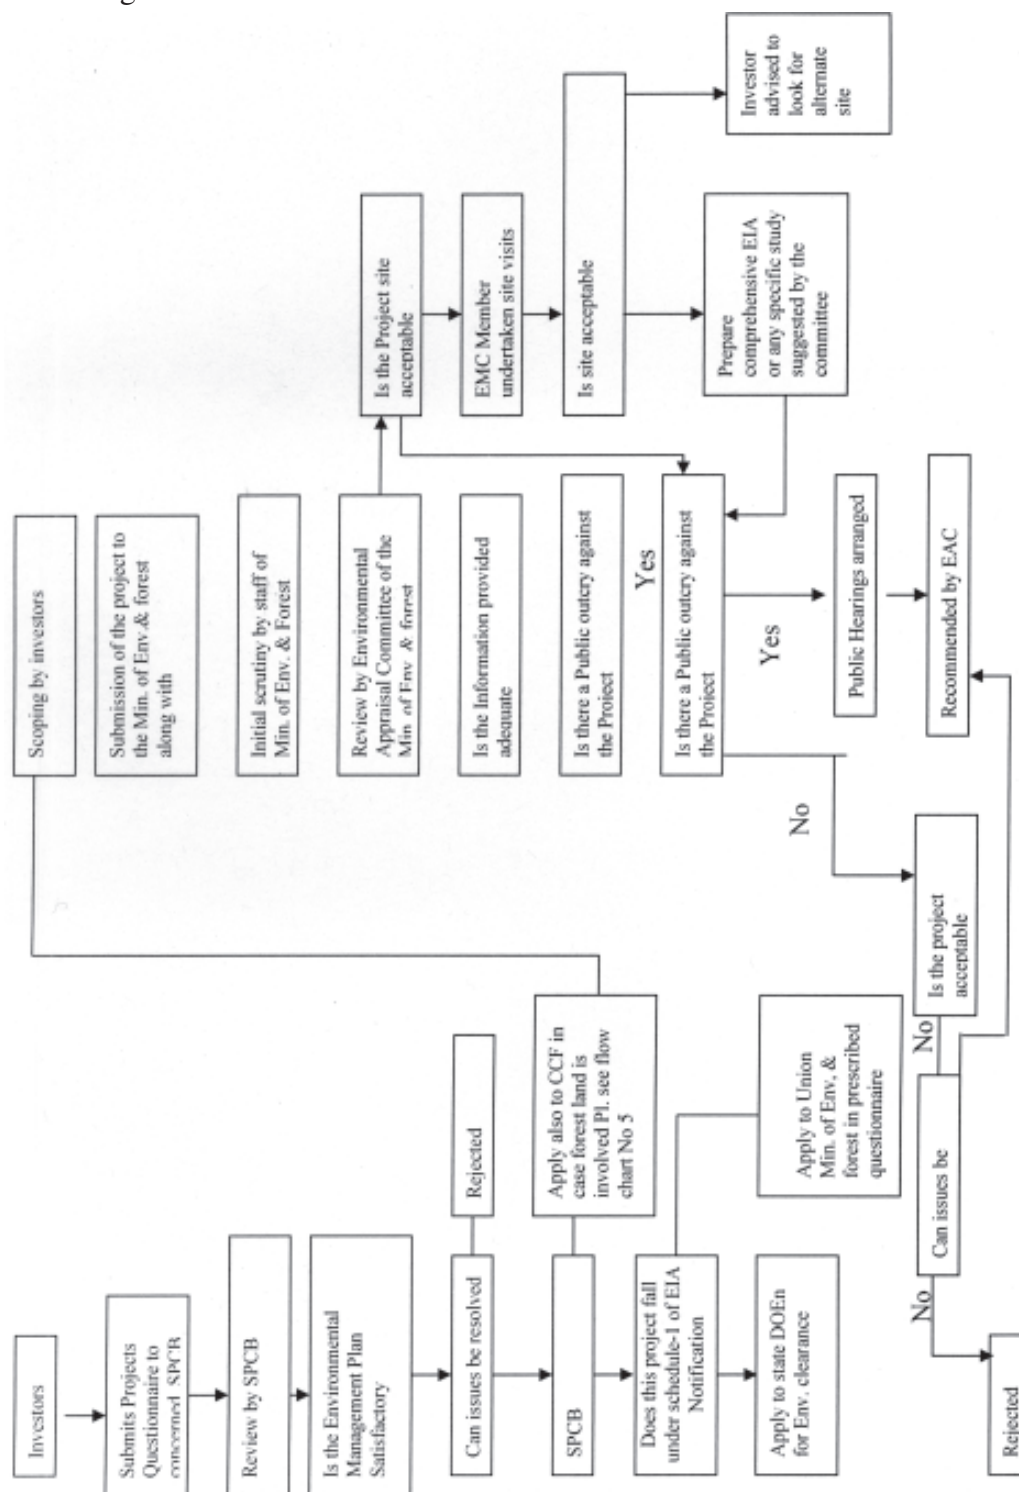 Investors
Submits Projects
Questionnaire to
concerned SPCB
Review by SPCB
Is the Environmental
Management Plan
Satisfactory
Can issues be resolved
Rejected
SPCB
Apply also to CCF in
case forest land is
involved Pl. see flow
chart No 5
Does this project fall
under schedule-1 of EIA
Notification
Apply to state DOEn
for Env. clearance
Apply to Union
Min. of Env. &
forest in prescribed
questionnaire
Scoping by investors
Submission of the project to
the Min. of Env & forest
along with
Initial scrutiny by staff of
Min. of Env. & Forest
Review by Environmental
Appraisal Committee of the
Min. of Env & forest
Is the Information provided
adequate
Is there a Public outcry against
the Project
Yes
Is there a Public outcry against
the Project
Yes
No
Public Hearings arranged
Recommended by EAC
Is the Project site
acceptable
EMC Member
undertaken site visits
Is site acceptable
Investor
advised to
look for
alternate
site
Prepare
comprehensive EIA
or any specific study
suggested by the
committee
Is the project
acceptable
No
Can issues be
No
Rejected